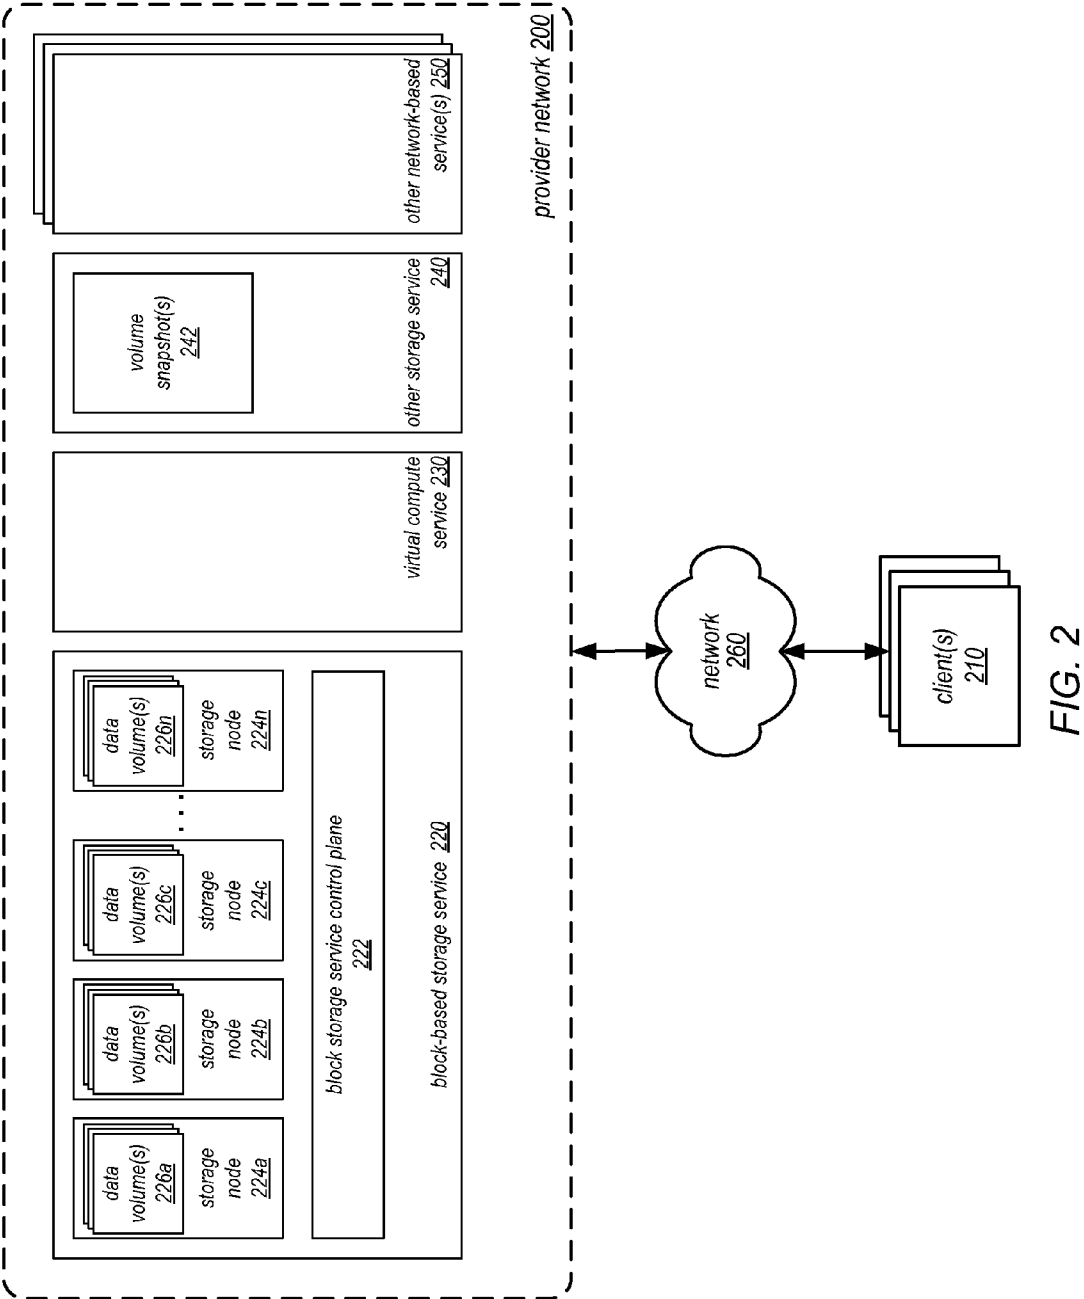 data
volume(s)
226a
storage
node
224a
data
volume(s)
226b
storage
node
224b
data
volume(s)
226c
storage
node
224c
. . .
data
volume(s)
226n
storage
node
224n
block storage service control plane
222
block-based storage service 220
virtual compute
service 230
volume
snapshot(s)
242
other storage service
240
other network-based
service(s) 250
provider network 200
network
260
client(s)
210
FIG. 2